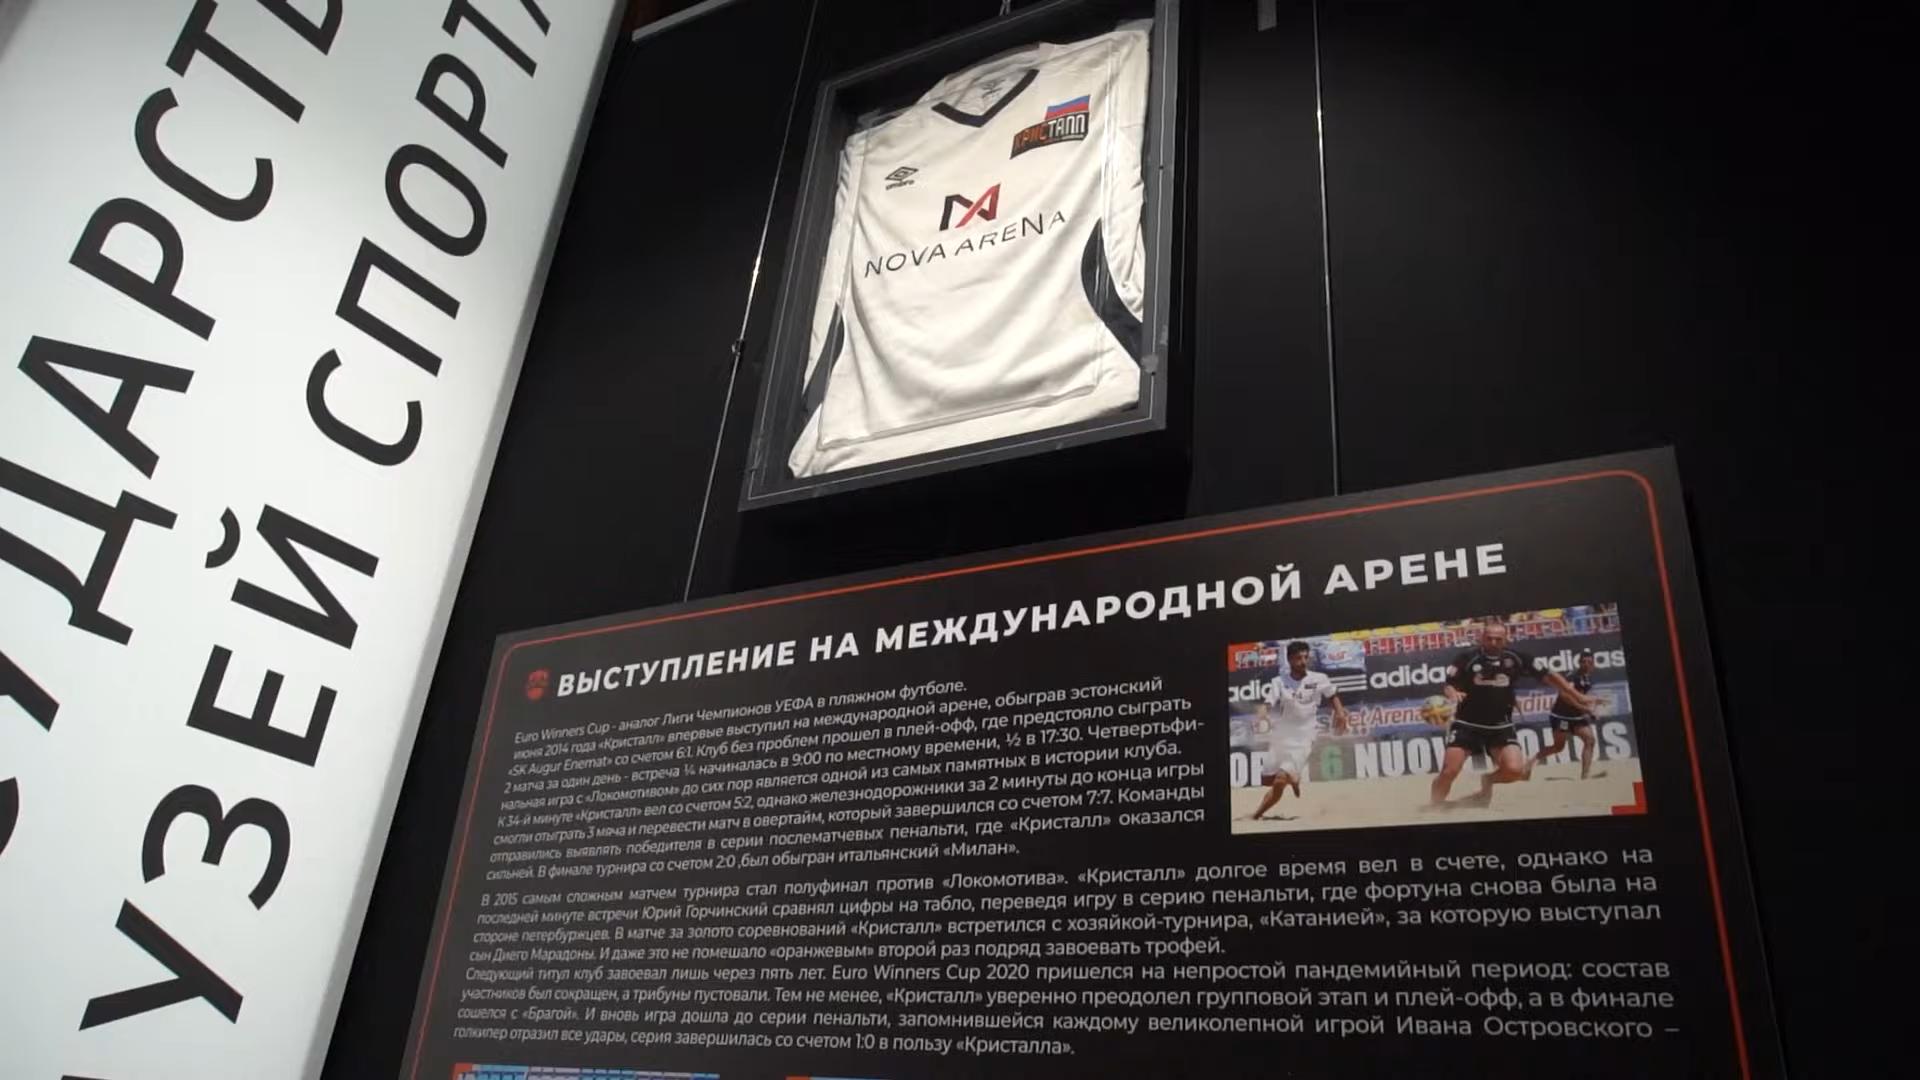 ДАРСТЬ
УЗЕЙ СПОРТА
КРИСТАЛЛ
umbro
NOVA ARENA
ВЫСТУПЛЕНИЕ НА МЕЖДУНАРОДНОЙ АРЕНЕ
Euro Winners Cup - аналог Лиги Чемпионов УЕФА в пляжном футболе.
июня 2014 года «Кристалл» впервые выступил на международной арене, обыграв эстонский
«SK Augur Enemat» со счетом 6:1. Клуб без проблем прошел в плей-офф, где предстояло сыграть
2 матча за один день - встреча ¼ начиналась в 9:00 по местному времени, ½ в 17:30. Четвертьфи-
нальная игра с «Локомотивом» до сих пор является одной из самых памятных в истории клуба.
К 34-й минуте «Кристалл» вел со счетом 5:2, однако железнодорожники за 2 минуты до конца игры
смогли отыграть 3 мяча и перевести матч в овертайм, который завершился со счетом 7:7. Команды
отправились выявлять победителя в серии послематчевых пенальти, где «Кристалл» оказался
сильней. В финале турнира со счетом 2:0 ,был обыгран итальянский «Милан».
В 2015 самым сложным матчем турнира стал полуфинал против «Локомотива». «Кристалл» долгое время вел в счете, однако на
последней минуте встречи Юрий Горчинский сравнял цифры на табло, переведя игру в серию пенальти, где фортуна снова была на
стороне петербуржцев. В матче за золото соревнований «Кристалл» встретился с хозяйкой-турнира, «Катанией», за которую выступал
сын Диего Марадоны. И даже это не помешало «оранжевым» второй раз подряд завоевать трофей.
Следующий титул клуб завоевал лишь через пять лет. Euro Winners Cup 2020 пришелся на непростой пандемийный период: состав
участников был сокращен, а трибуны пустовали. Тем не менее, «Кристалл» уверенно преодолел групповой этап и плей-офф, а в финале
сошелся с «Брагой». И вновь игра дошла до серии пенальти, запомнившейся каждому великолепной игрой Ивана Островского –
голкипер отразил все удары, серия завершилась со счетом 1:0 в пользу «Кристалла».
adidas
adidas
Arena
6 NUOV